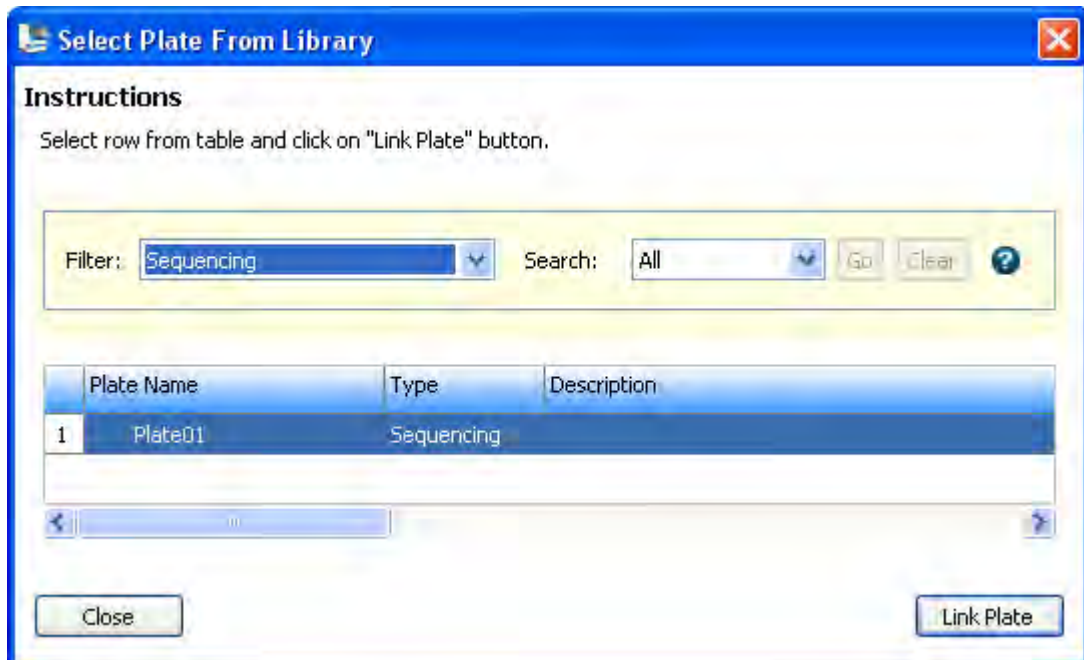 Select Plate From Library
Instructions
Select row from table and click on "Link Plate" button.
Filter: Sequencing Search: All Go Clear ?
Plate Name Type Description
1 Plate01 Sequencing
Close Link Plate